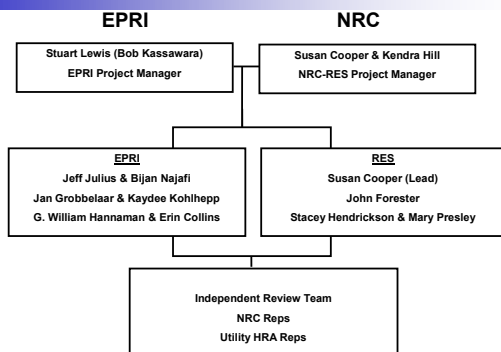 EPRI
NRC
Stuart Lewis (Bob Kassawara)
EPRI Project Manager
Susan Cooper & Kendra Hill
NRC-RES Project Manager
EPRI
Jeff Julius & Bijan Najafi
Jan Grobbelaar & Kaydee Kohlhepp
G. William Hannaman & Erin Collins
RES
Susan Cooper (Lead)
John Forester
Stacey Hendrickson & Mary Presley
Independent Review Team
NRC Reps
Utility HRA Reps